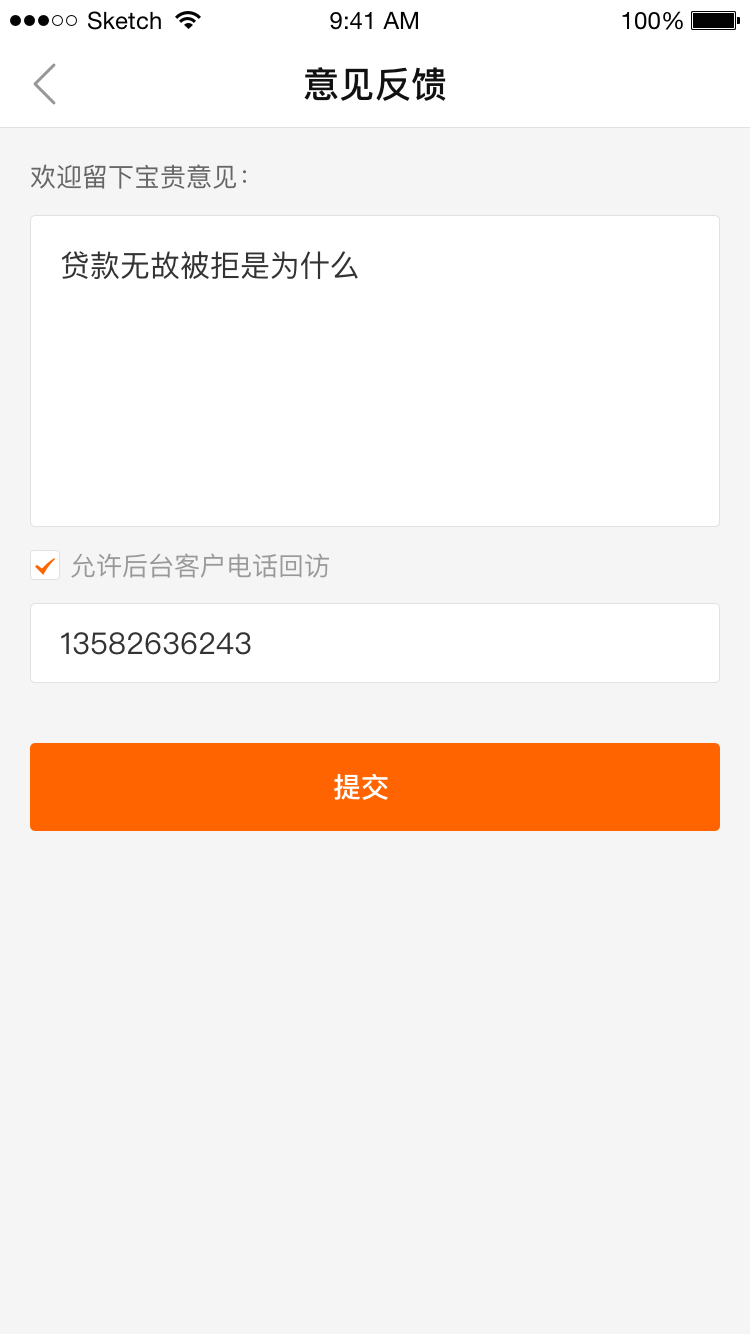 Sketch 9:41 AM 100%
意见反馈
欢迎留下宝贵意见：
贷款无故被拒是为什么
允许后台客户电话回访
13582636243
提交